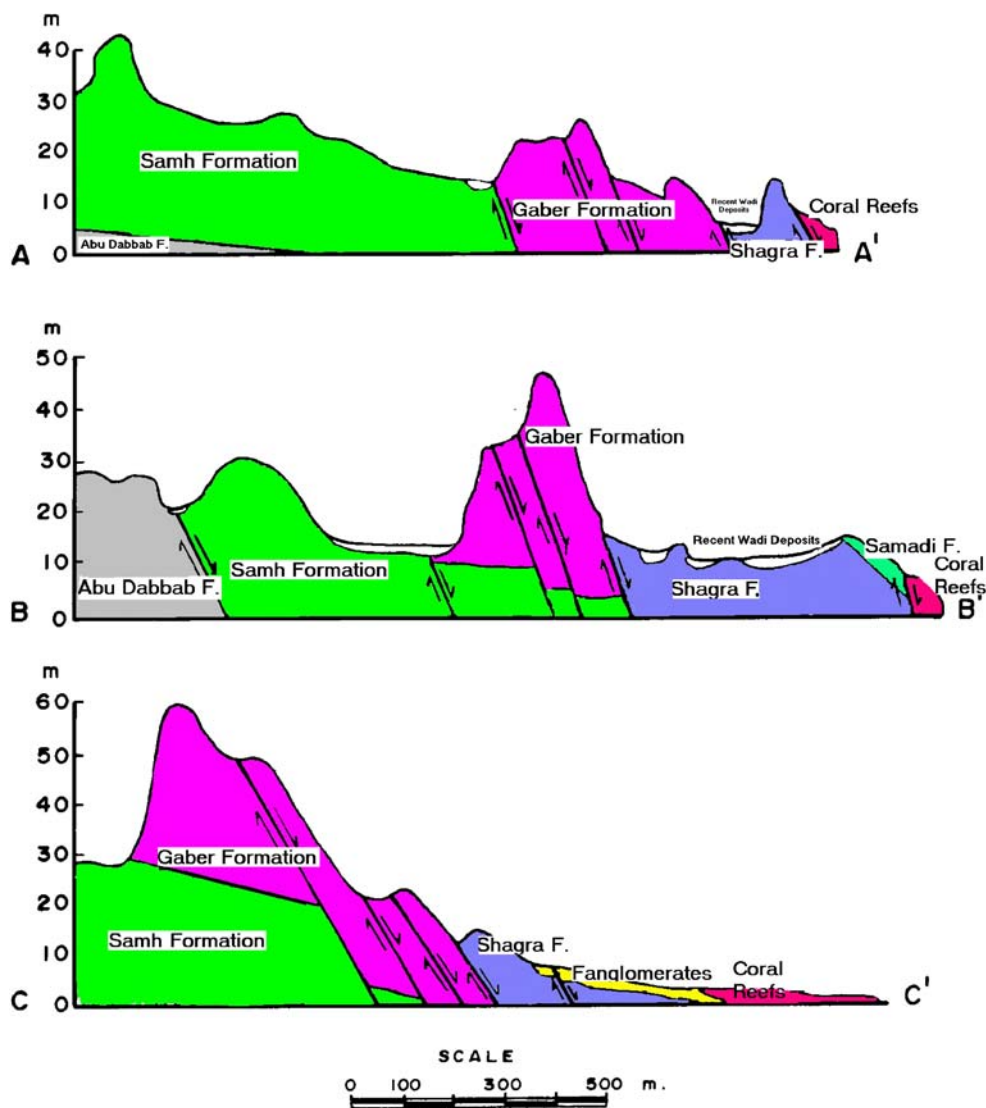 m
40
30
20
10
0
Samh Formation
Abu Dabbab F.
Gaber Formation
Recent Wadi
Deposits
Shagra F.
Coral Reefs
A
A'
m
50
40
30
20
10
0
Abu Dabbab F.
Samh Formation
Gaber Formation
Recent Wadi Deposits
Shagra F.
Samadi F.
Coral
Reefs
B
B'
m
60
50
40
30
20
10
0
Gaber Formation
Samh Formation
Shagra F.
Fanglomerates
Coral
Reefs
C
C'
SCALE
0 100 300 500 m.